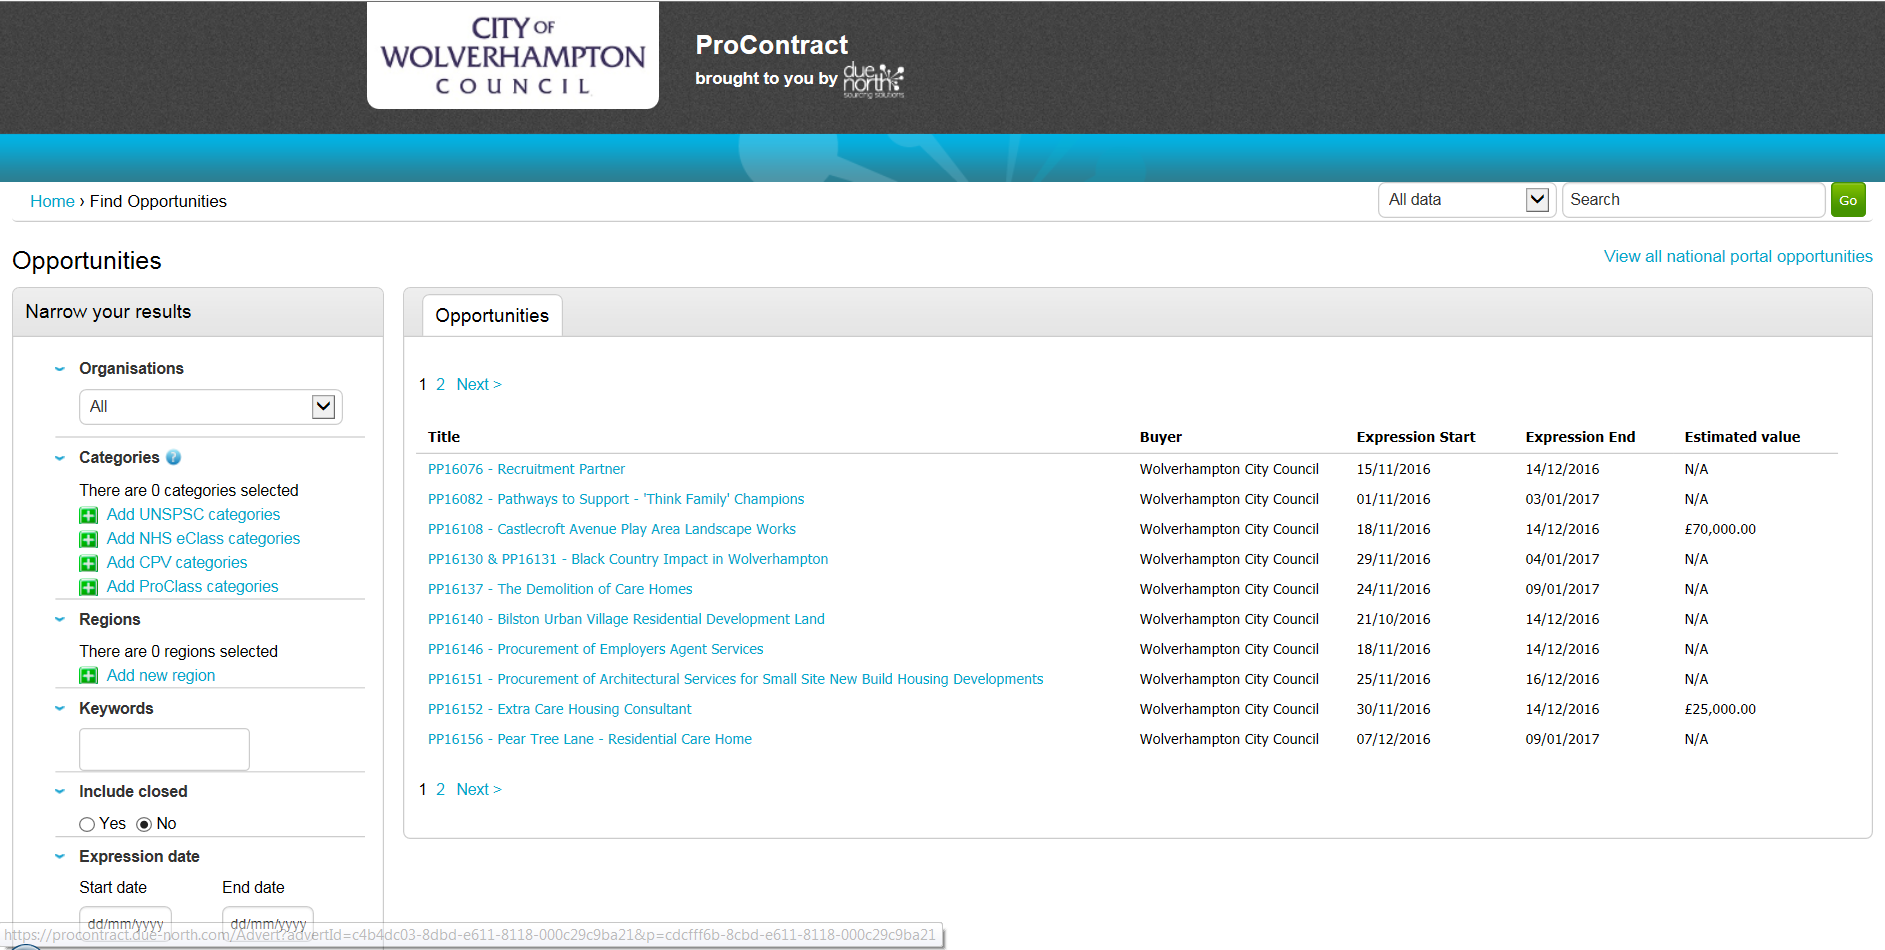 CITY OF
WOLVERHAMPTON
COUNCIL
ProContract
brought to you by due north sourcing solutions
Home › Find Opportunities
All data
Search
Go
Opportunities
View all national portal opportunities
Narrow your results
Organisations
All
Categories ?
There are 0 categories selected
Add UNSPSC categories
Add NHS eClass categories
Add CPV categories
Add ProClass categories
Regions
There are 0 regions selected
Add new region
Keywords
Include closed
Yes No
Expression date
Start date End date
dd/mm/yyyy dd/mm/yyyy
Opportunities
1 2 Next >
Title Buyer Expression Start Expression End Estimated value
PP16076 - Recruitment Partner Wolverhampton City Council 15/11/2016 14/12/2016 N/A
PP16082 - Pathways to Support - 'Think Family' Champions Wolverhampton City Council 01/11/2016 03/01/2017 N/A
PP16108 - Castlecroft Avenue Play Area Landscape Works Wolverhampton City Council 18/11/2016 14/12/2016 £70,000.00
PP16130 & PP16131 - Black Country Impact in Wolverhampton Wolverhampton City Council 29/11/2016 04/01/2017 N/A
PP16137 - The Demolition of Care Homes Wolverhampton City Council 24/11/2016 09/01/2017 N/A
PP16140 - Bilston Urban Village Residential Development Land Wolverhampton City Council 21/10/2016 14/12/2016 N/A
PP16146 - Procurement of Employers Agent Services Wolverhampton City Council 18/11/2016 14/12/2016 N/A
PP16151 - Procurement of Architectural Services for Small Site New Build Housing Developments Wolverhampton City Council 25/11/2016 16/12/2016 N/A
PP16152 - Extra Care Housing Consultant Wolverhampton City Council 30/11/2016 14/12/2016 £25,000.00
PP16156 - Pear Tree Lane - Residential Care Home Wolverhampton City Council 07/12/2016 09/01/2017 N/A
1 2 Next >
https://procontract.due-north.com/Advert?advertId=c4b4dc03-8dbd-e611-8118-000c29c9ba21&p=cdcfff6b-8cbd-e611-8118-000c29c9ba21